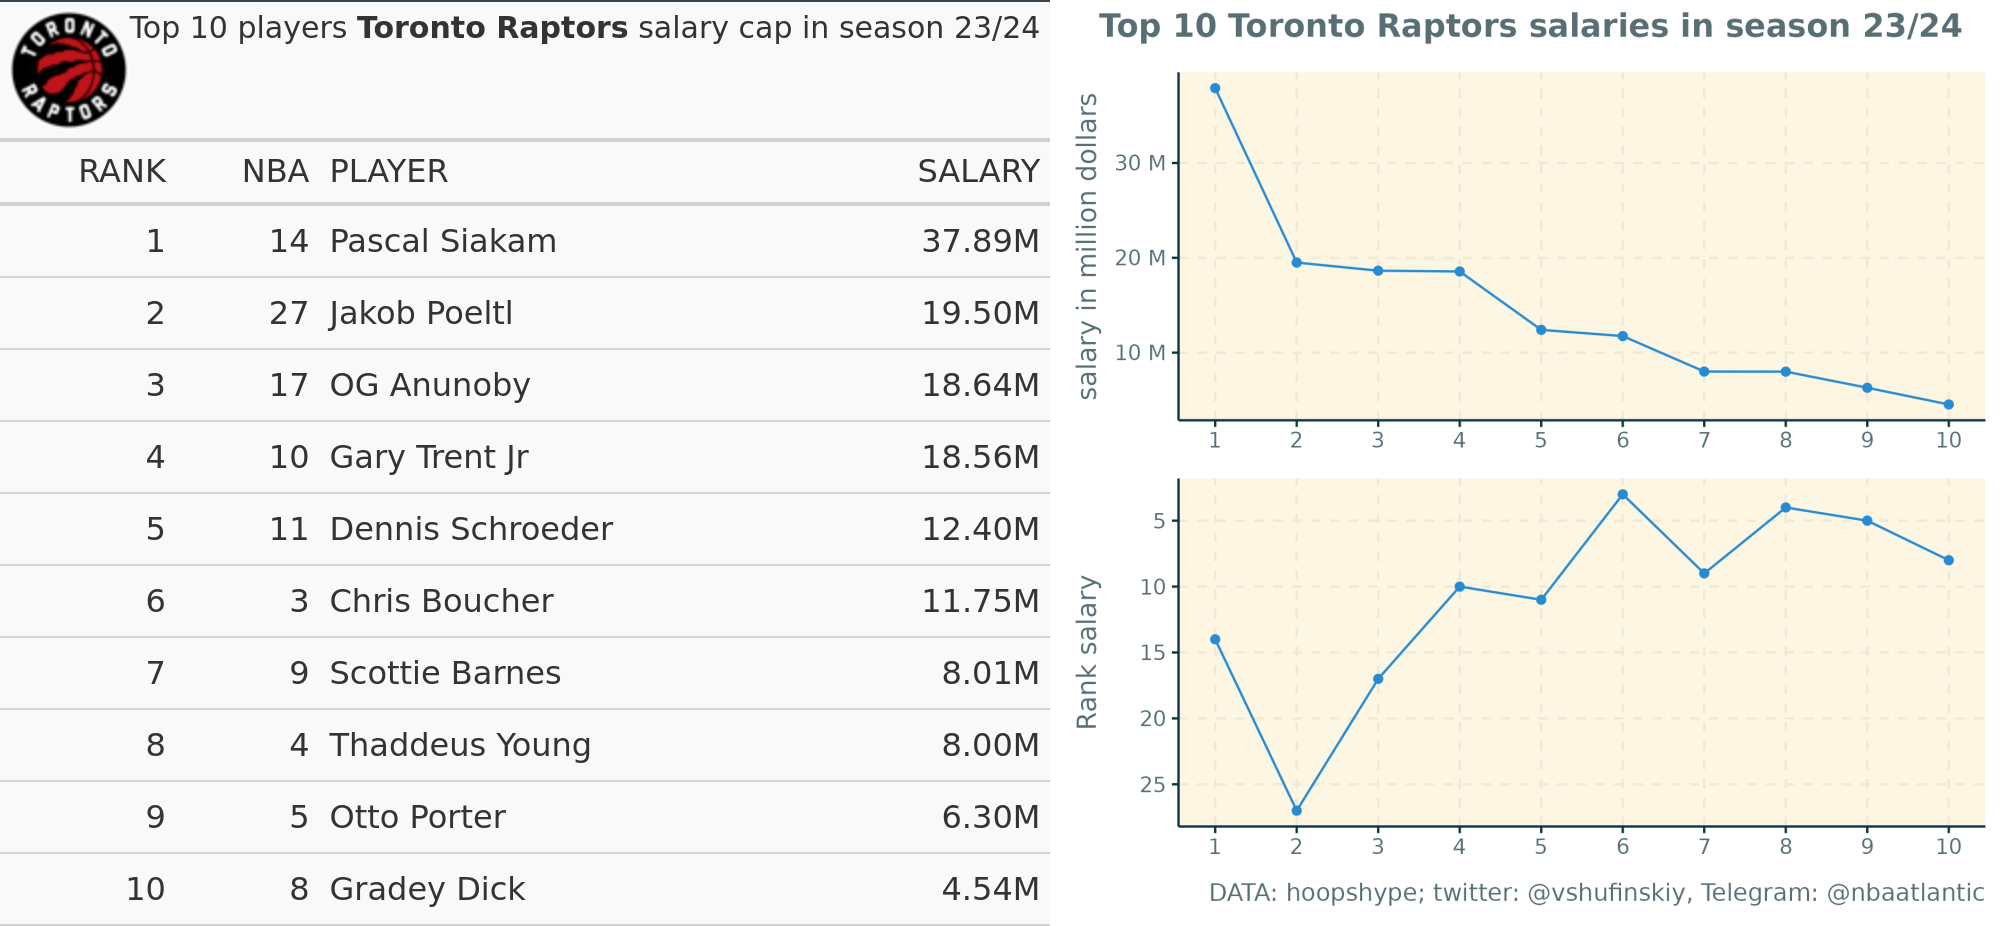 TORONTO
RAPTORS
Top 10 players Toronto Raptors salary cap in season 23/24
RANK NBA PLAYER SALARY
1 14 Pascal Siakam 37.89M
2 27 Jakob Poeltl 19.50M
3 17 OG Anunoby 18.64M
4 10 Gary Trent Jr 18.56M
5 11 Dennis Schroeder 12.40M
6 3 Chris Boucher 11.75M
7 9 Scottie Barnes 8.01M
8 4 Thaddeus Young 8.00M
9 5 Otto Porter 6.30M
10 8 Gradey Dick 4.54M
Top 10 Toronto Raptors salaries in season 23/24
salary in million dollars
30 M
20 M
10 M
1 2 3 4 5 6 7 8 9 10
Rank salary
5
10
15
20
25
1 2 3 4 5 6 7 8 9 10
DATA: hoopshype; twitter: @vshufinskiy, Telegram: @nbaatlantic